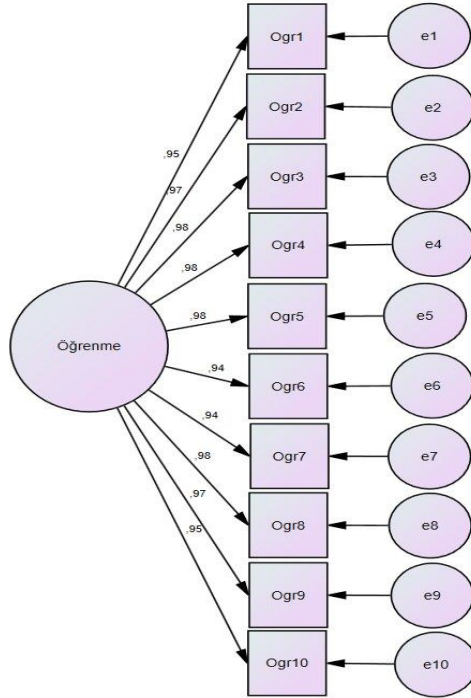 Ogr1
e1
Ogr2
e2
,95
,97
Ogr3
e3
,98
Ogr4
e4
,98
Ogr5
e5
,98
Öğrenme
Ogr6
e6
,94
,94
Ogr7
e7
,98
Ogr8
e8
,97
,95
Ogr9
e9
Ogr10
e10